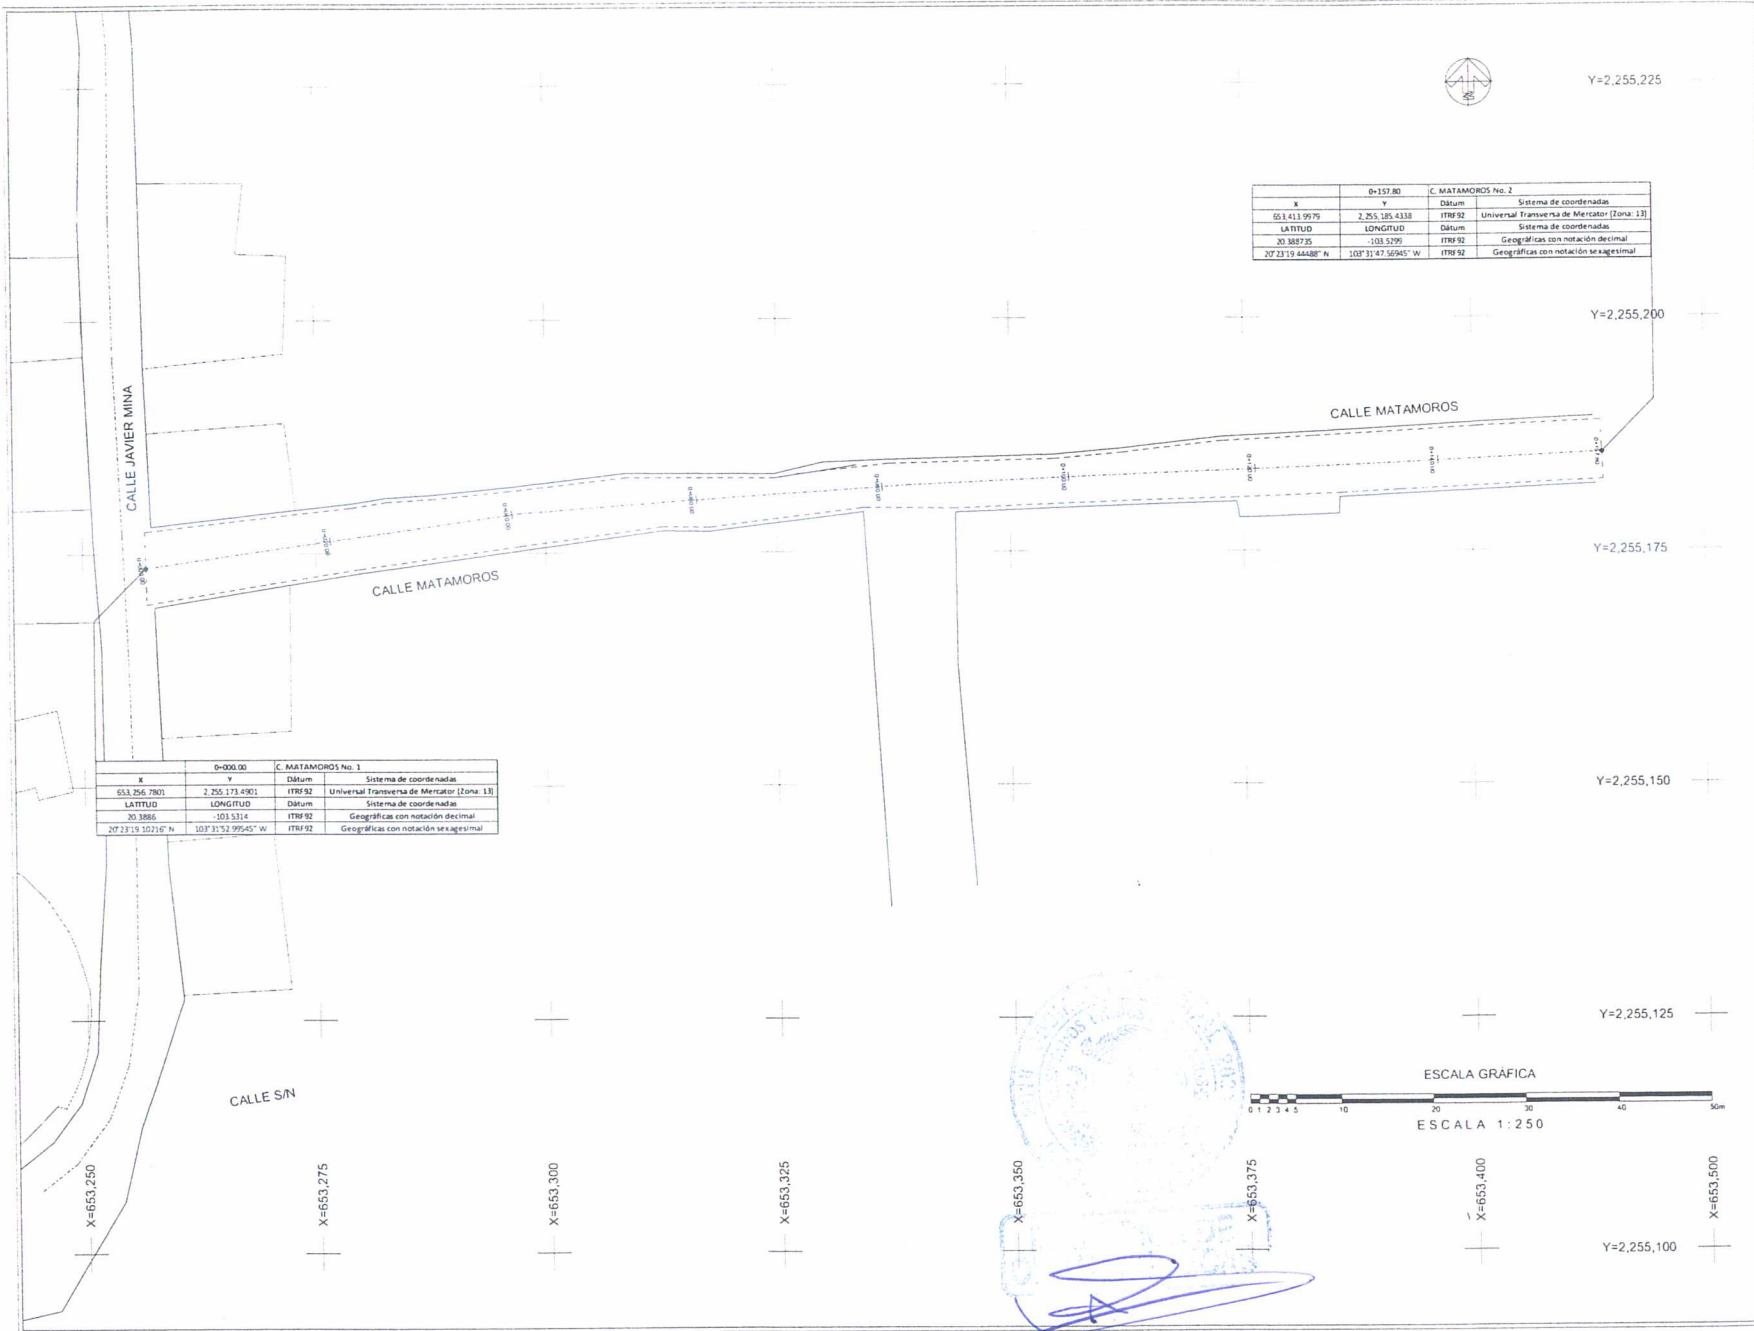 Y=2,255,225
0+157.80 C. MATAMOROS No. 2
X Y Dátum Sistema de coordenadas
653,413.9979 2,255,185.4338 ITRF92 Universal Transversa de Mercator [Zona: 13]
LATITUD LONGITUD Dátum Sistema de coordenadas
20.388735 -103.5299 ITRF92 Geográficas con notación decimal
20°23'19.44488" N 103°31'47.56945" W ITRF92 Geográficas con notación sexagesimal
Y=2,255,200
CALLE JAVIER MINA
CALLE MATAMOROS
Y=2,255,175
CALLE MATAMOROS
0+000.00 C. MATAMOROS No. 1
X Y Dátum Sistema de coordenadas
653,256.7801 2,255,173.4901 ITRF92 Universal Transversa de Mercator [Zona: 13]
LATITUD LONGITUD Dátum Sistema de coordenadas
20.3886 -103.5314 ITRF92 Geográficas con notación decimal
20°23'19.10216" N 103°31'52.99545" W ITRF92 Geográficas con notación sexagesimal
Y=2,255,150
Y=2,255,125
CALLE S/N
ESCALA GRÁFICA
0 1 2 3 4 5 10 20 30 40 50m
ESCALA 1:250
X=653,250
X=653,275
X=653,300
X=653,325
X=653,350
X=653,375
X=653,400
X=653,500
Y=2,255,100